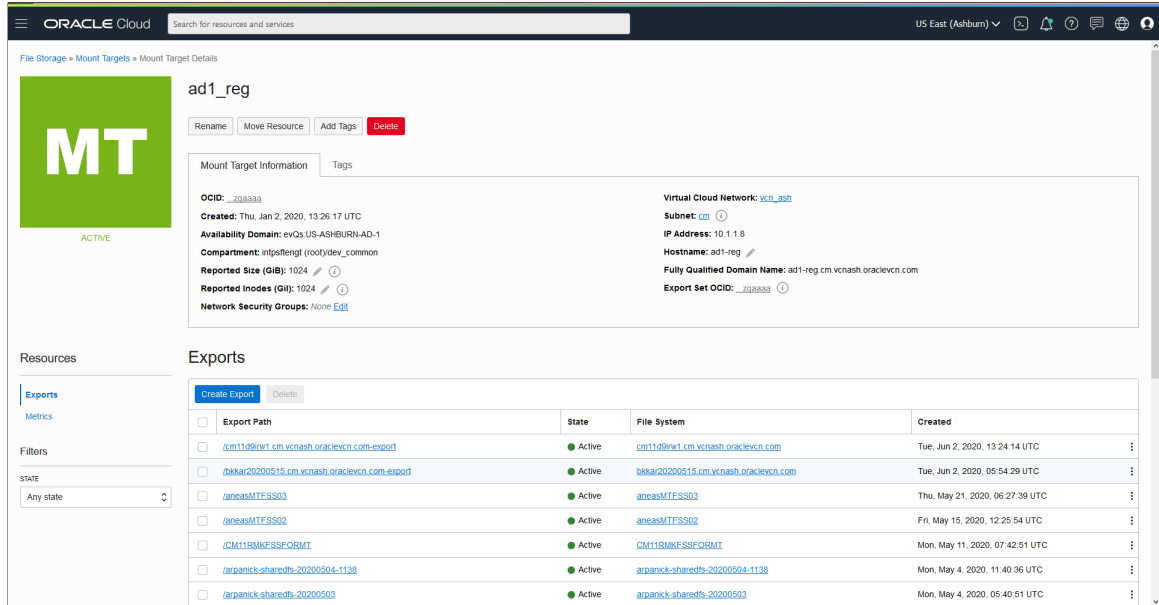 ORACLE Cloud
Search for resources and services
US East (Ashburn)
File Storage » Mount Targets » Mount Target Details
MT
ACTIVE
ad1_reg
Rename Move Resource Add Tags Delete
Mount Target Information Tags
OCID: ...zqaaaa
Created: Thu, Jan 2, 2020, 13:26:17 UTC
Availability Domain: evQs:US-ASHBURN-AD-1
Compartment: intpsftengt (root)/dev_common
Reported Size (GiB): 1024
Reported Inodes (GiI): 1024
Network Security Groups: None Edit
Virtual Cloud Network: vcn_ash
Subnet: cm
IP Address: 10.1.1.8
Hostname: ad1-reg
Fully Qualified Domain Name: ad1-reg.cm.vcnash.oraclevcn.com
Export Set OCID: ...zqaaaa
Resources
Exports
Metrics
Filters
STATE
Any state
Exports
Create Export Delete
Export Path State File System Created
/cm11d9irw1.cm.vcnash.oraclevcn.com-export Active cm11d9irw1.cm.vcnash.oraclevcn.com Tue, Jun 2, 2020, 13:24:14 UTC
/bkkar20200515.cm.vcnash.oraclevcn.com-export Active bkkar20200515.cm.vcnash.oraclevcn.com Tue, Jun 2, 2020, 05:54:29 UTC
/aneasMTFSS03 Active aneasMTFSS03 Thu, May 21, 2020, 06:27:39 UTC
/aneasMTFSS02 Active aneasMTFSS02 Fri, May 15, 2020, 12:25:54 UTC
/CM11RMKFSSFORMT Active CM11RMKFSSFORMT Mon, May 11, 2020, 07:42:51 UTC
/arpanick-sharedfs-20200504-1138 Active arpanick-sharedfs-20200504-1138 Mon, May 4, 2020, 11:40:36 UTC
/arpanick-sharedfs-20200503 Active arpanick-sharedfs-20200503 Mon, May 4, 2020, 05:40:51 UTC